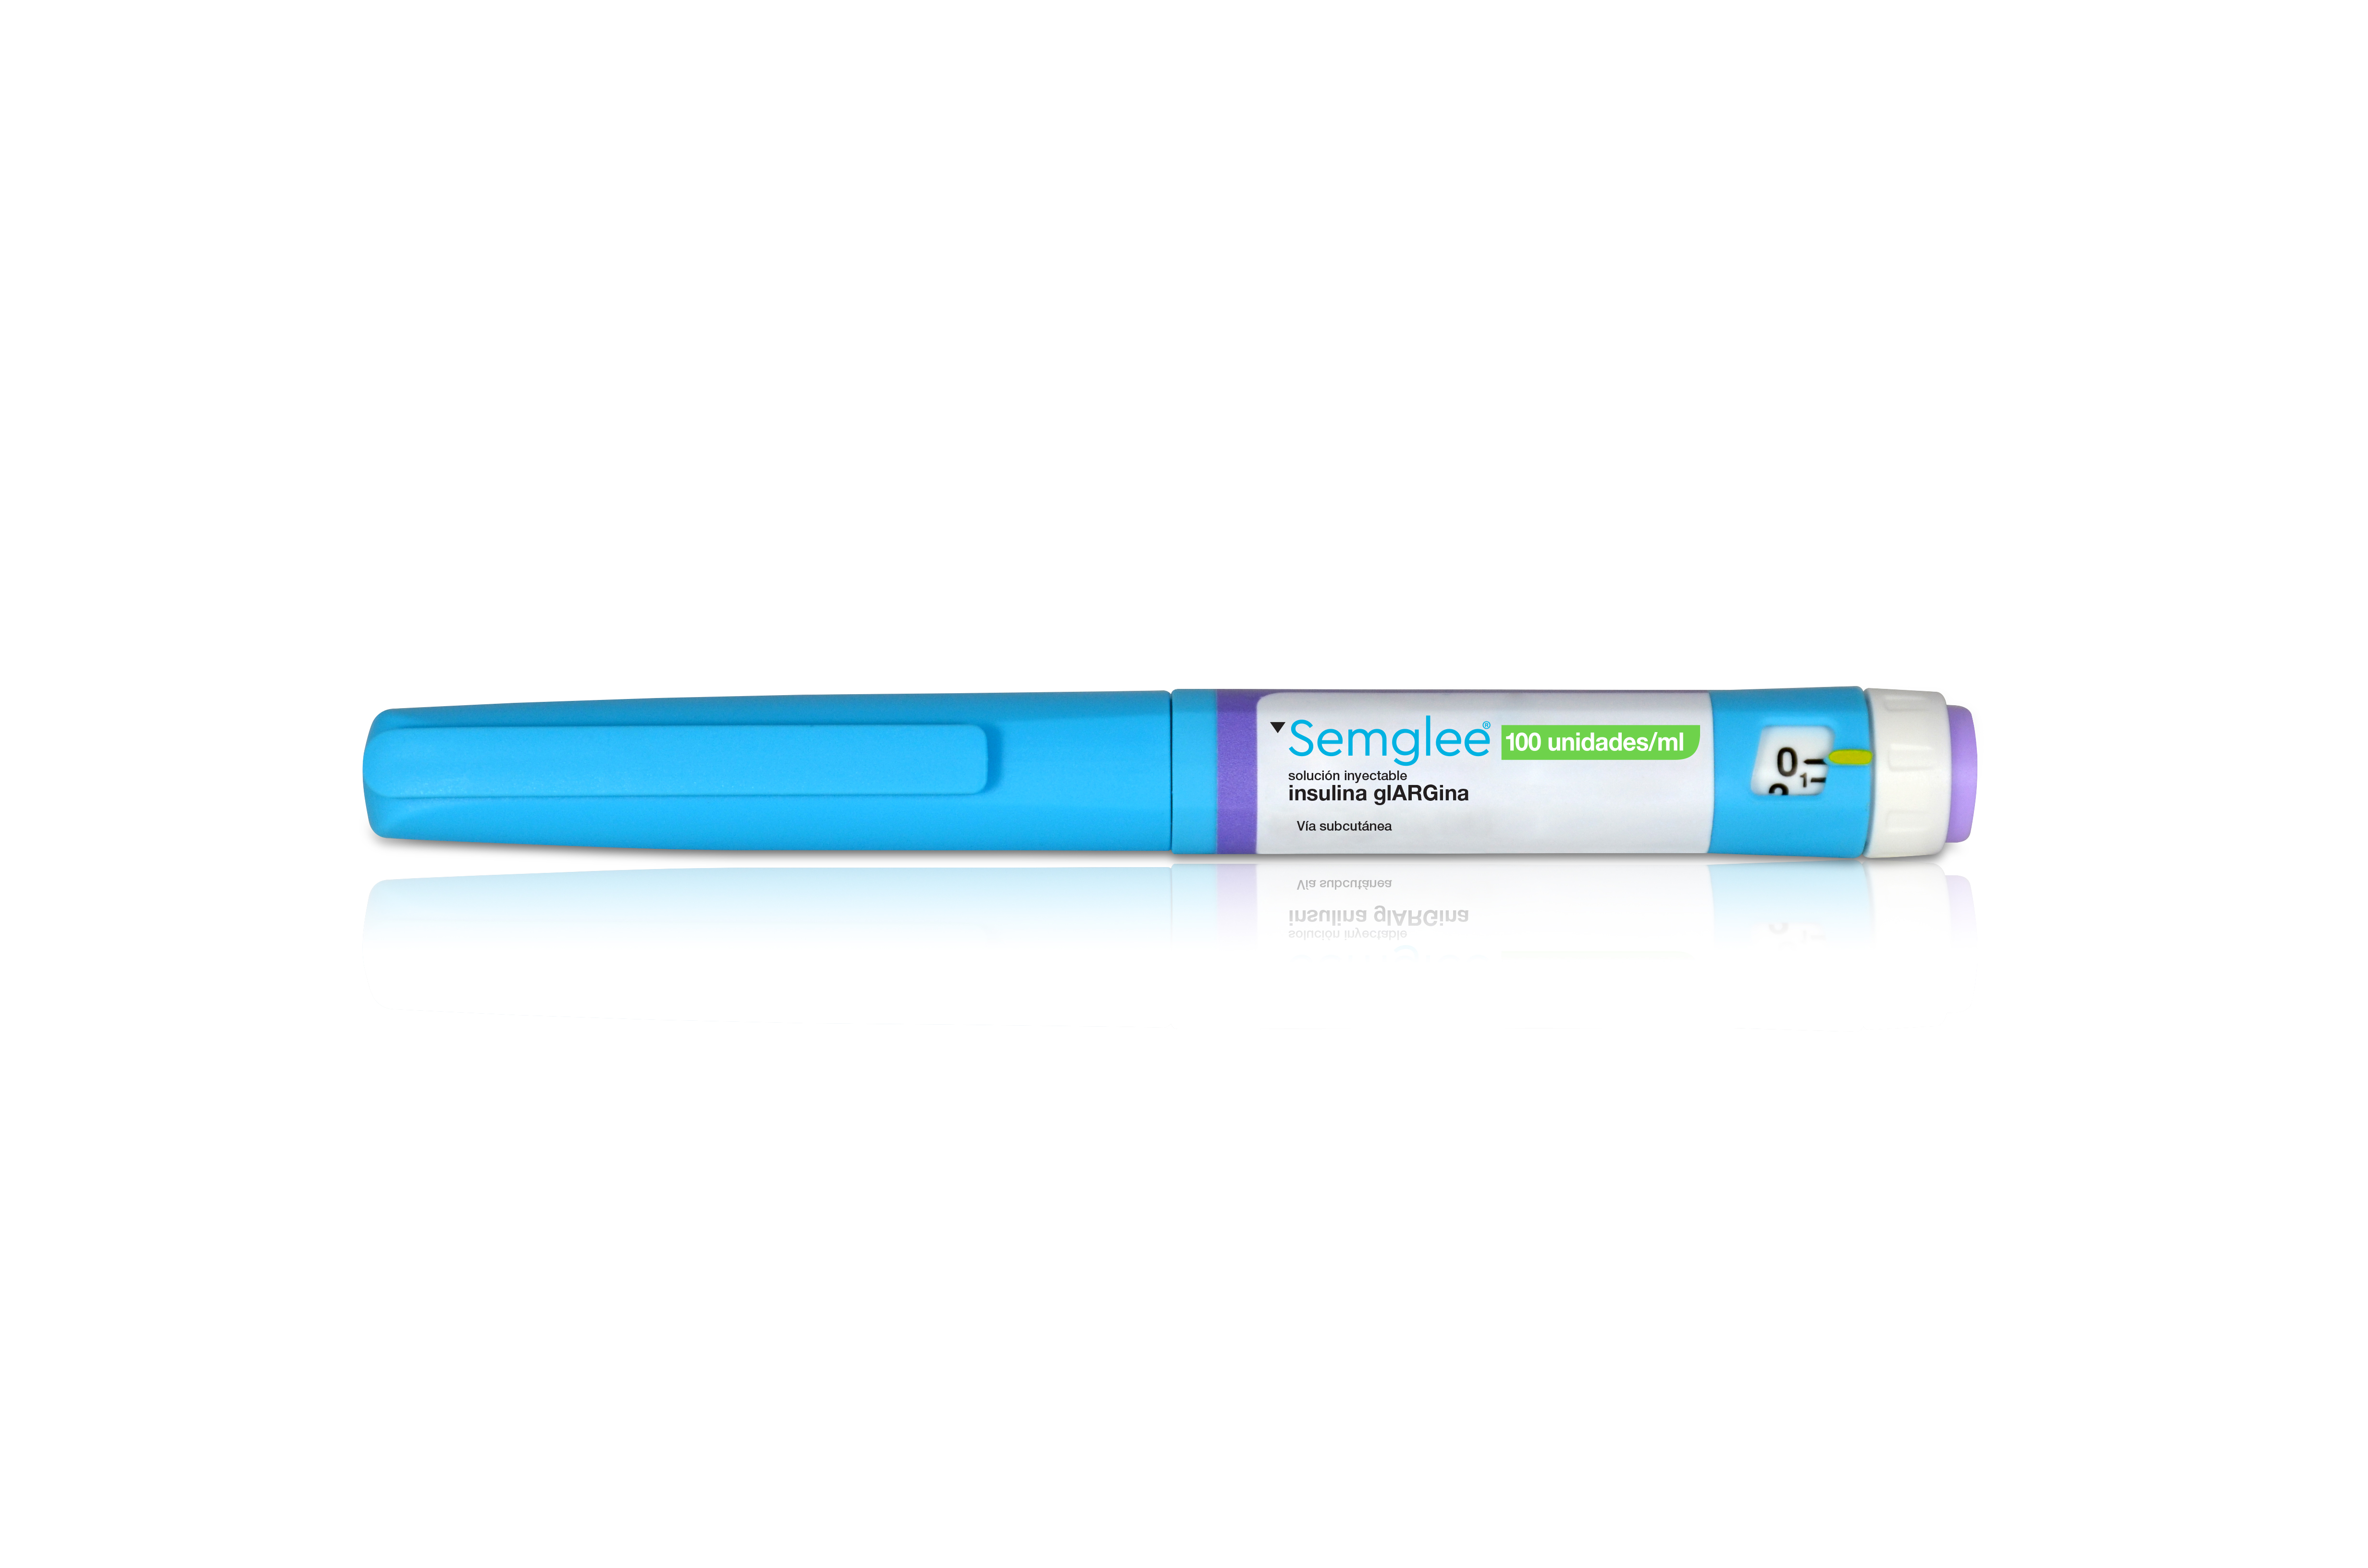 Semglee® 100 unidades/ml
solución inyectable
insulina glARGina
Vía subcutánea
0
1